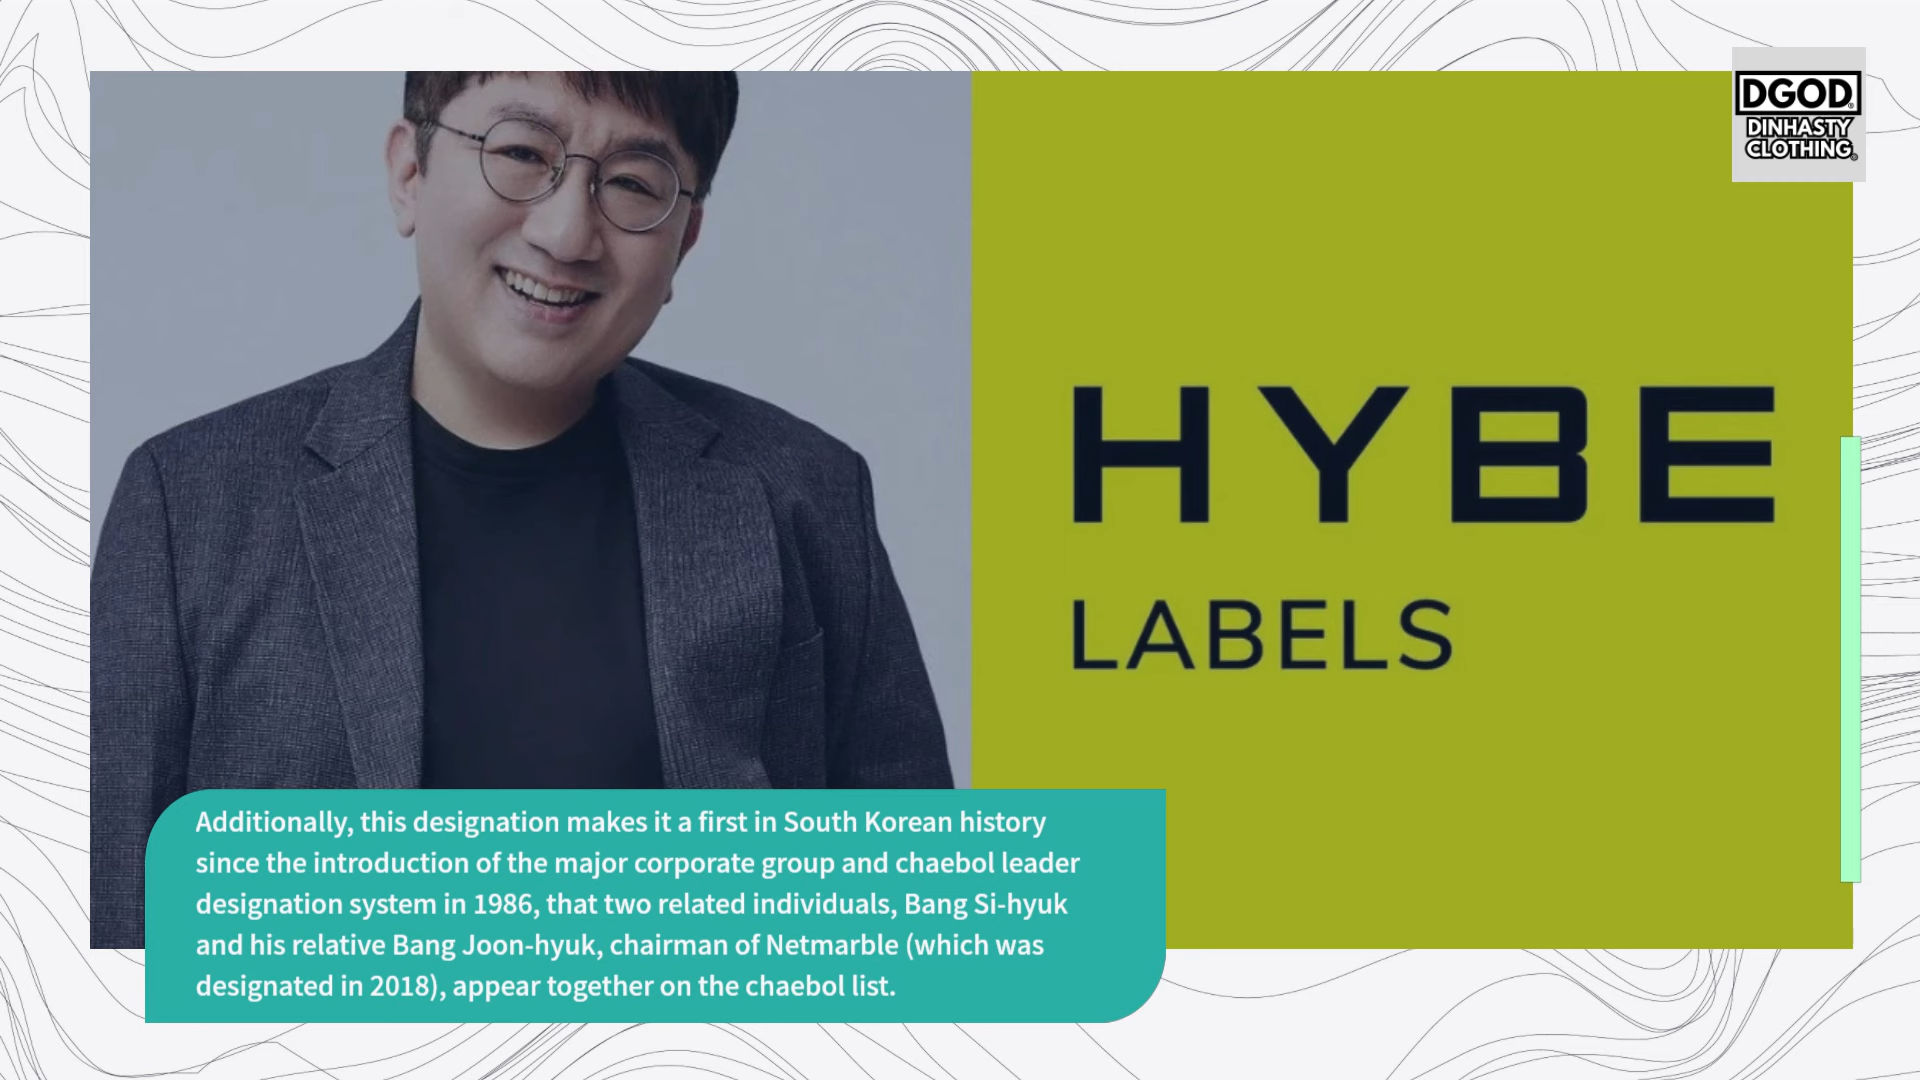 DGOD®
DINHASTY
CLOTHING®
HYBE
LABELS
Additionally, this designation makes it a first in South Korean history
since the introduction of the major corporate group and chaebol leader
designation system in 1986, that two related individuals, Bang Si-hyuk
and his relative Bang Joon-hyuk, chairman of Netmarble (which was
designated in 2018), appear together on the chaebol list.